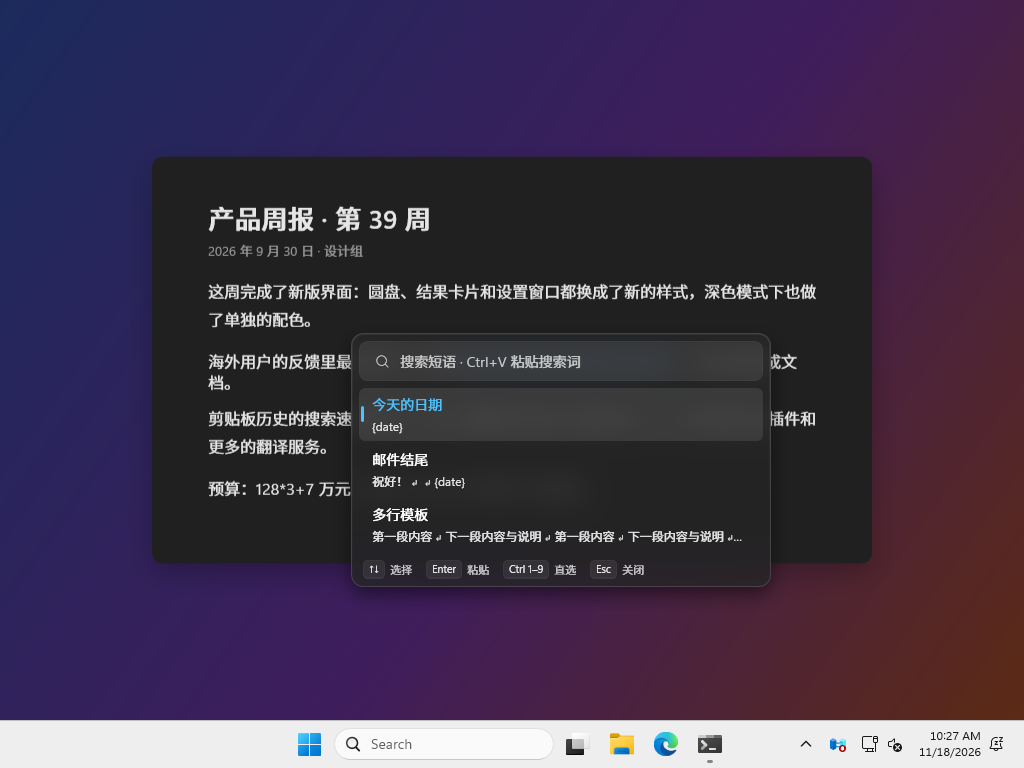 产品周报 · 第 39 周
2026 年 9 月 30 日 · 设计组
这周完成了新版界面：圆盘、结果卡片和设置窗口都换成了新的样式，深色模式下也做
了单独的配色。
海外用户的反馈里最
成文
档。
剪贴板历史的搜索速
插件和
更多的翻译服务。
预算：128*3+7 万元
搜索短语 · Ctrl+V 粘贴搜索词
今天的日期
{date}
邮件结尾
祝好！ ↲ ↲ {date}
多行模板
第一段内容 ↲ 下一段内容与说明 ↲ 第一段内容 ↲ 下一段内容与说明 ↲...
↑↓ 选择 Enter 粘贴 Ctrl 1–9 直选 Esc 关闭
Search
10:27 AM
11/18/2026